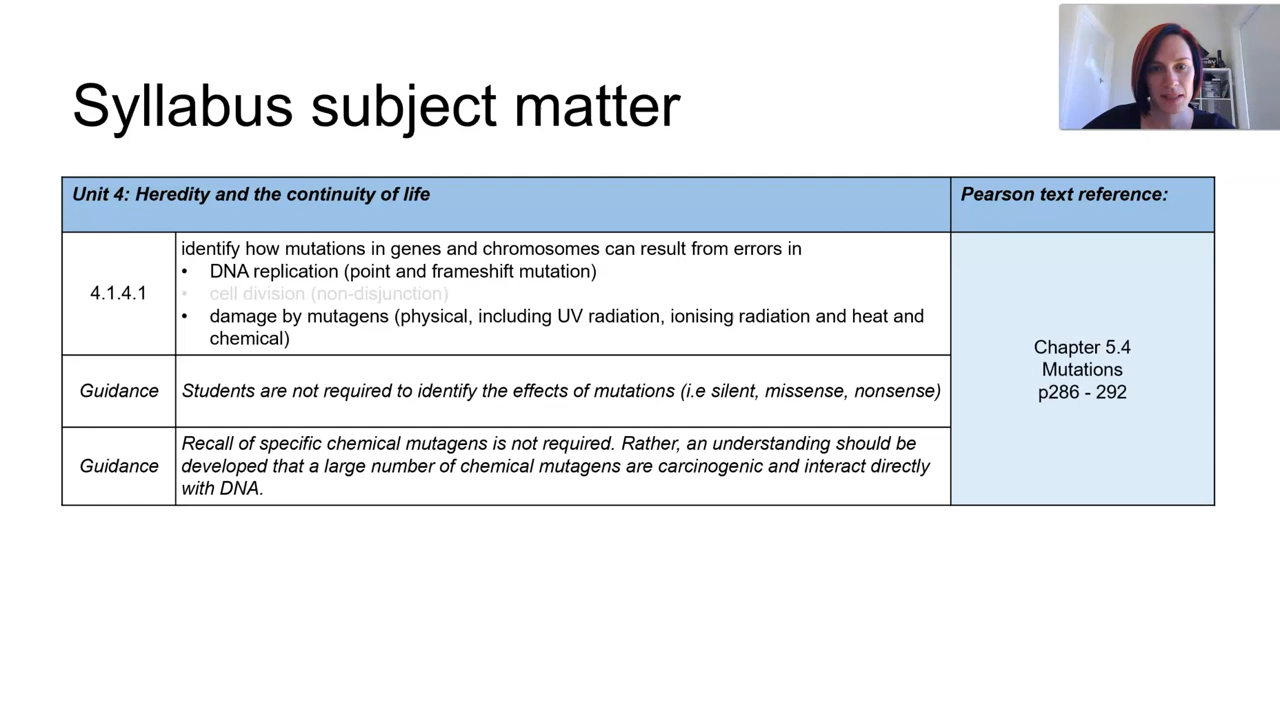 Syllabus subject matter
Unit 4: Heredity and the continuity of life
Pearson text reference:
4.1.4.1
identify how mutations in genes and chromosomes can result from errors in
• DNA replication (point and frameshift mutation)
• cell division (non-disjunction)
• damage by mutagens (physical, including UV radiation, ionising radiation and heat and
chemical)
Chapter 5.4
Mutations
p286 - 292
Guidance
Students are not required to identify the effects of mutations (i.e silent, missense, nonsense)
Guidance
Recall of specific chemical mutagens is not required. Rather, an understanding should be
developed that a large number of chemical mutagens are carcinogenic and interact directly
with DNA.